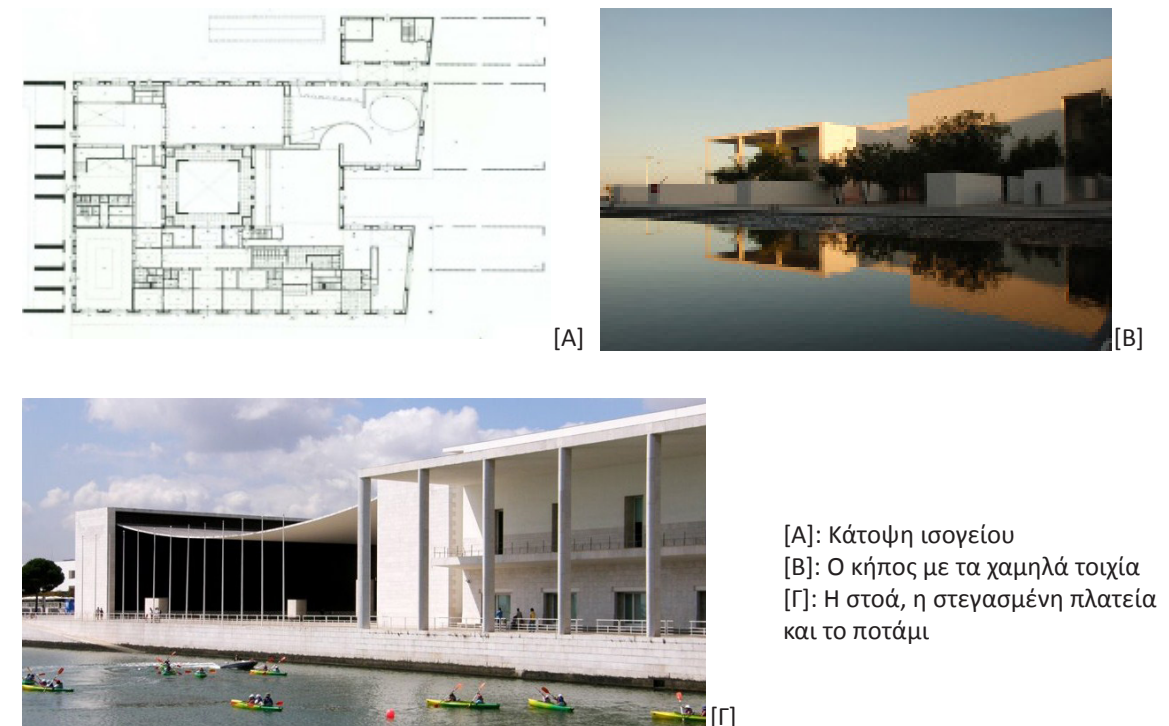 [Α]
[Β]
[Α]: Κάτοψη ισογείου
[Β]: Ο κήπος με τα χαμηλά τοιχία
[Γ]: Η στοά, η στεγασμένη πλατεία
και το ποτάμι
[Γ]